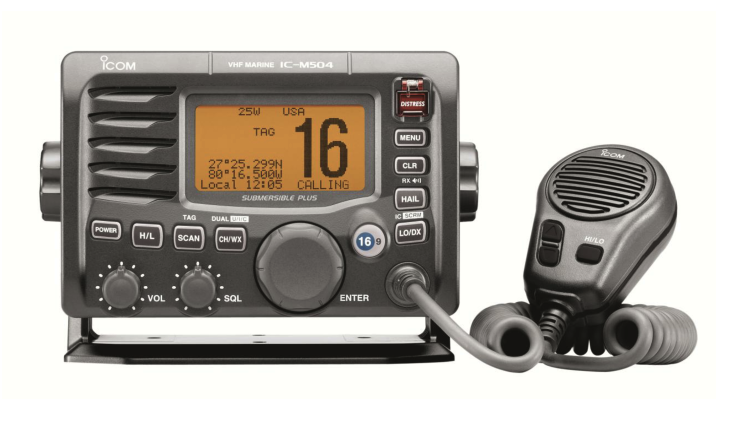 ICOM
VHF MARINE IC-M504
DISTRESS
25W USA
TAG
16
27°25.299N
80°16.500W
Local 12:05 CALLING
SUBMERSIBLE PLUS
MENU
CLR
RX
HAIL
IC SCRM
LO/DX
TAG
DUAL U/I/C
POWER
H/L
SCAN
CH/WX
16 9
VOL
SQL
ENTER
ICOM
HI/LO